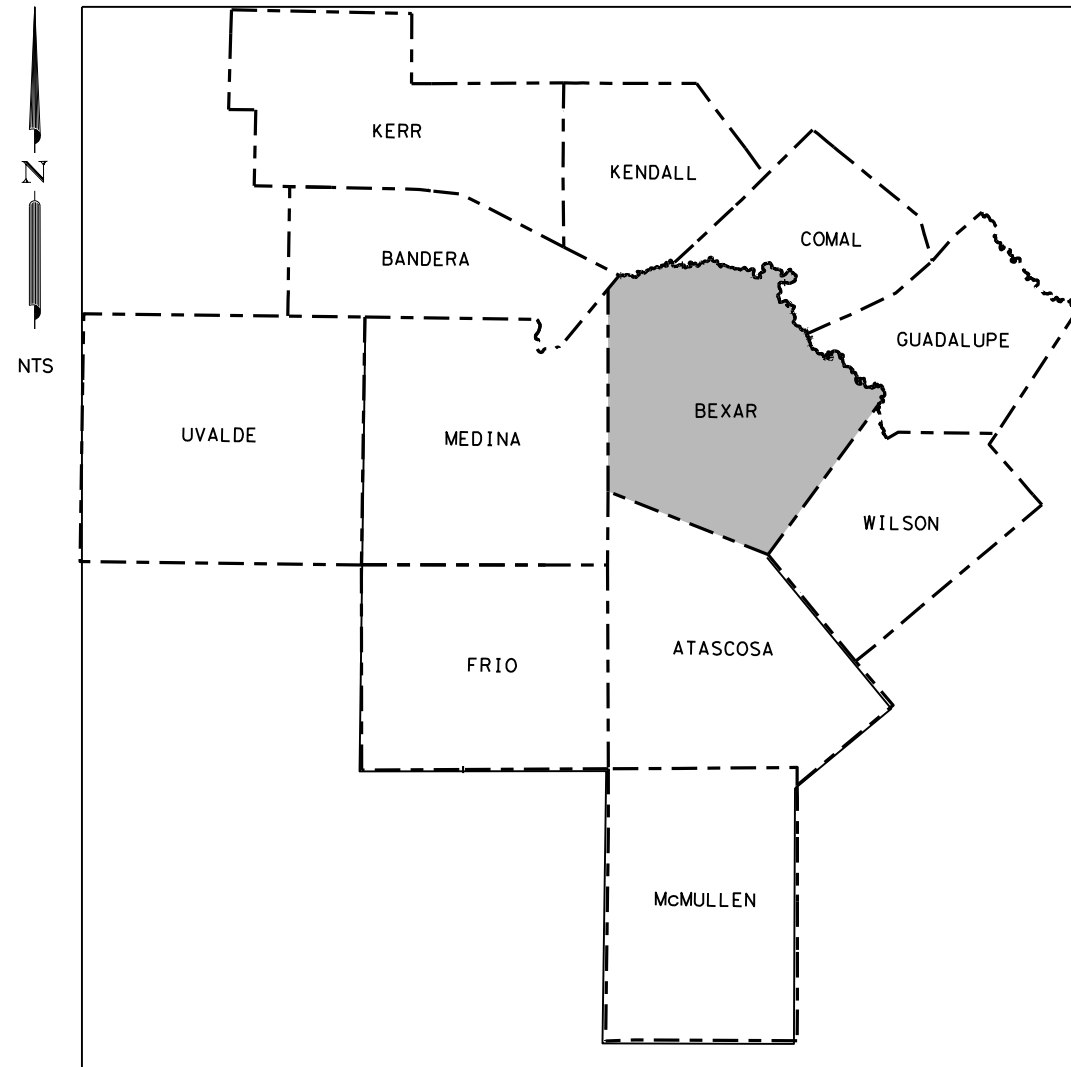 KERR
KENDALL
N
COMAL
BANDERA
GUADALUPE
NTS
BEXAR
UVALDE
MEDINA
WILSON
ATASCOSA
FRIO
McMULLEN